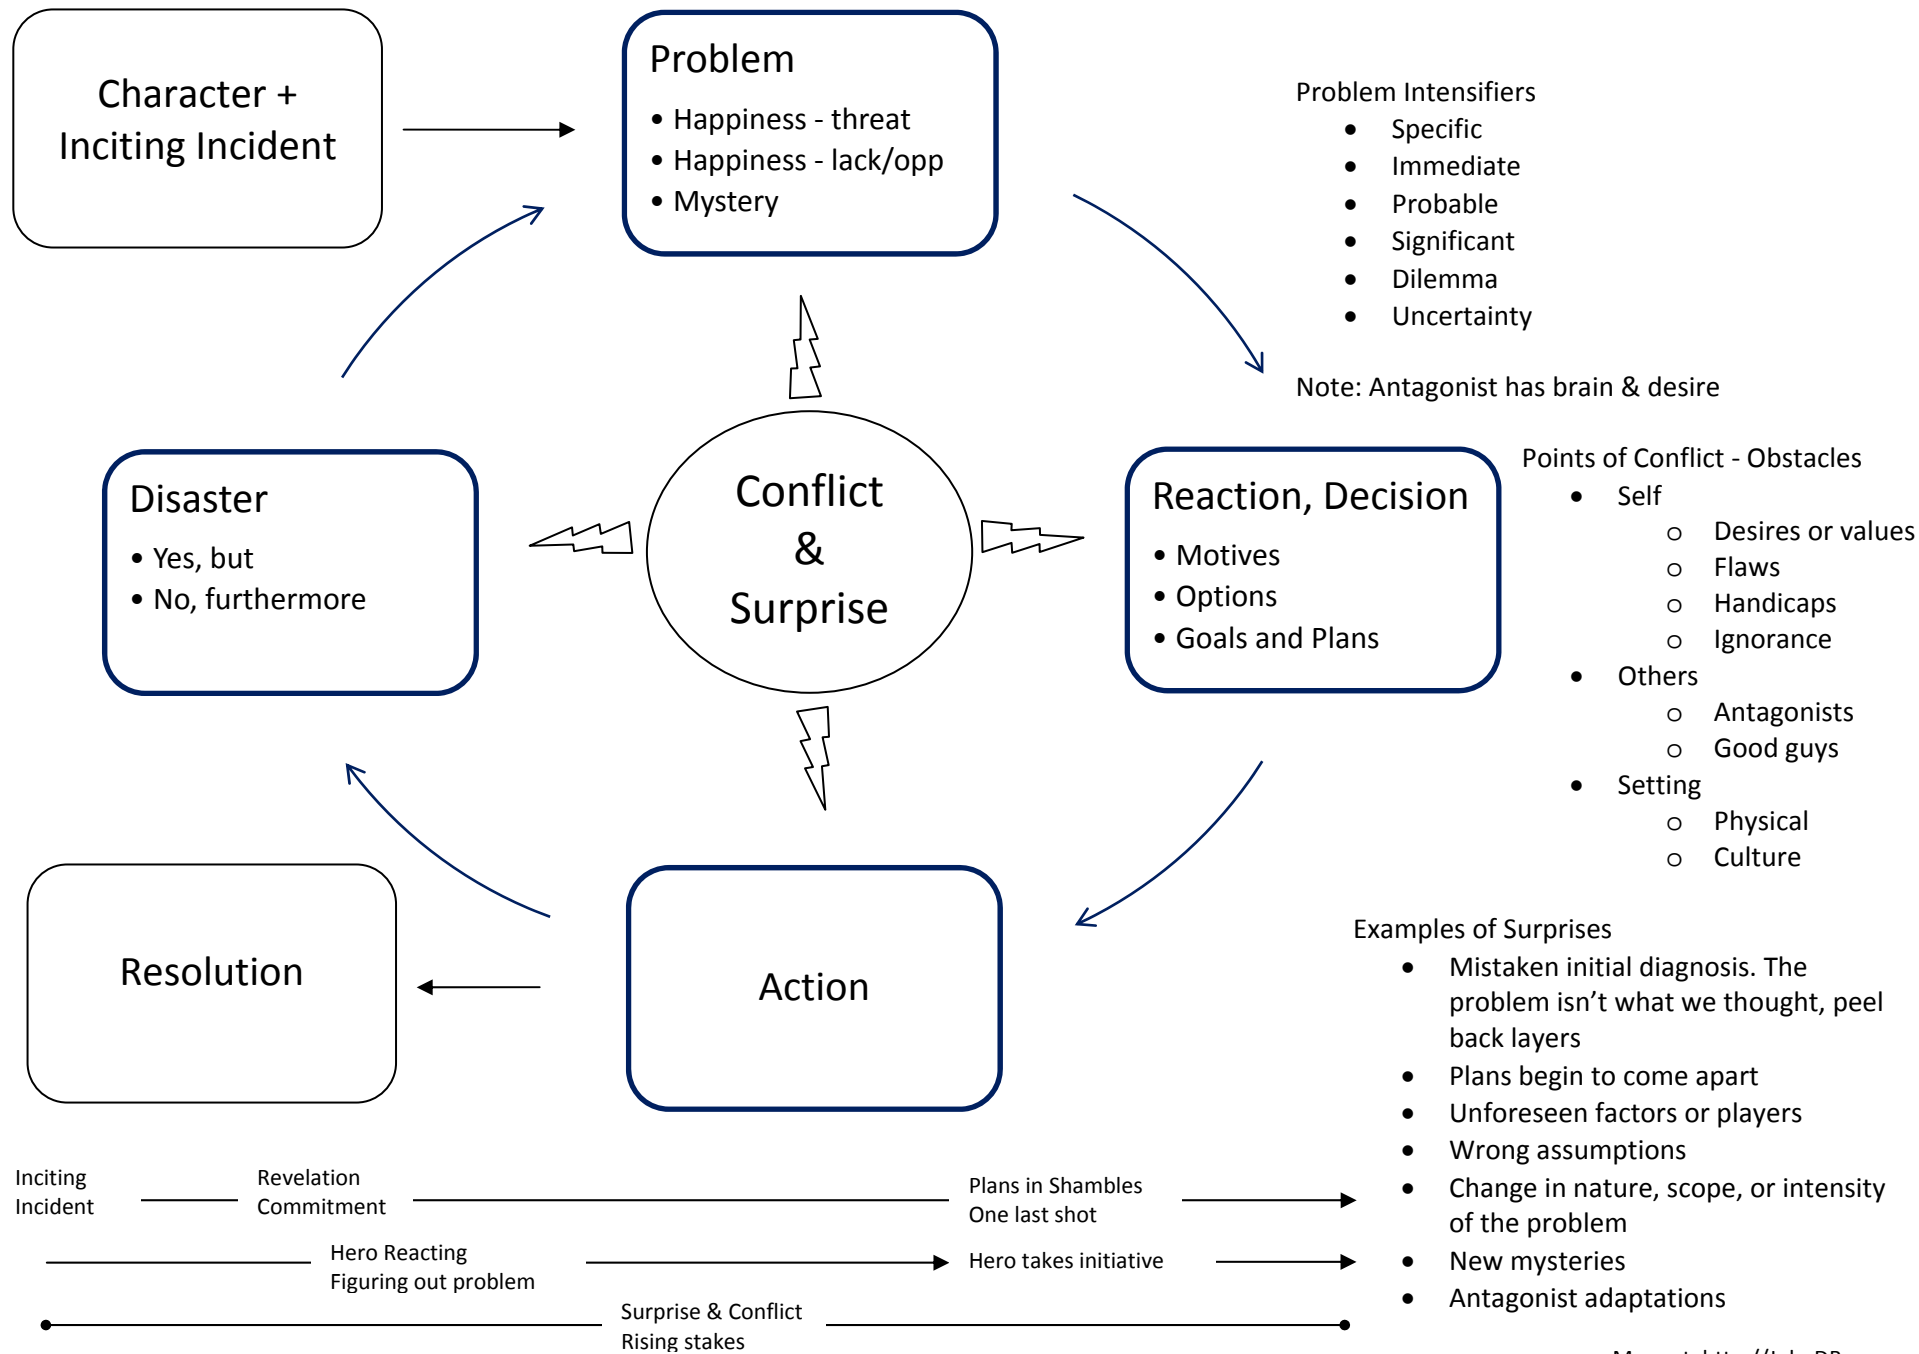 Character +
Inciting Incident
Problem
• Happiness - threat
• Happiness - lack/opp
• Mystery
Problem Intensifiers
• Specific
• Immediate
• Probable
• Significant
• Dilemma
• Uncertainty
Note: Antagonist has brain & desire
Disaster
• Yes, but
• No, furthermore
Conflict
&
Surprise
Reaction, Decision
• Motives
• Options
• Goals and Plans
Points of Conflict - Obstacles
• Self
o Desires or values
o Flaws
o Handicaps
o Ignorance
• Others
o Antagonists
o Good guys
• Setting
o Physical
o Culture
Resolution
Action
Examples of Surprises
• Mistaken initial diagnosis. The
problem isn’t what we thought, peel
back layers
• Plans begin to come apart
• Unforeseen factors or players
• Wrong assumptions
• Change in nature, scope, or intensity
of the problem
• New mysteries
• Antagonist adaptations
Inciting
Incident
Revelation
Commitment
Plans in Shambles
One last shot
Hero Reacting
Figuring out problem
Hero takes initiative
Surprise & Conflict
Rising stakes